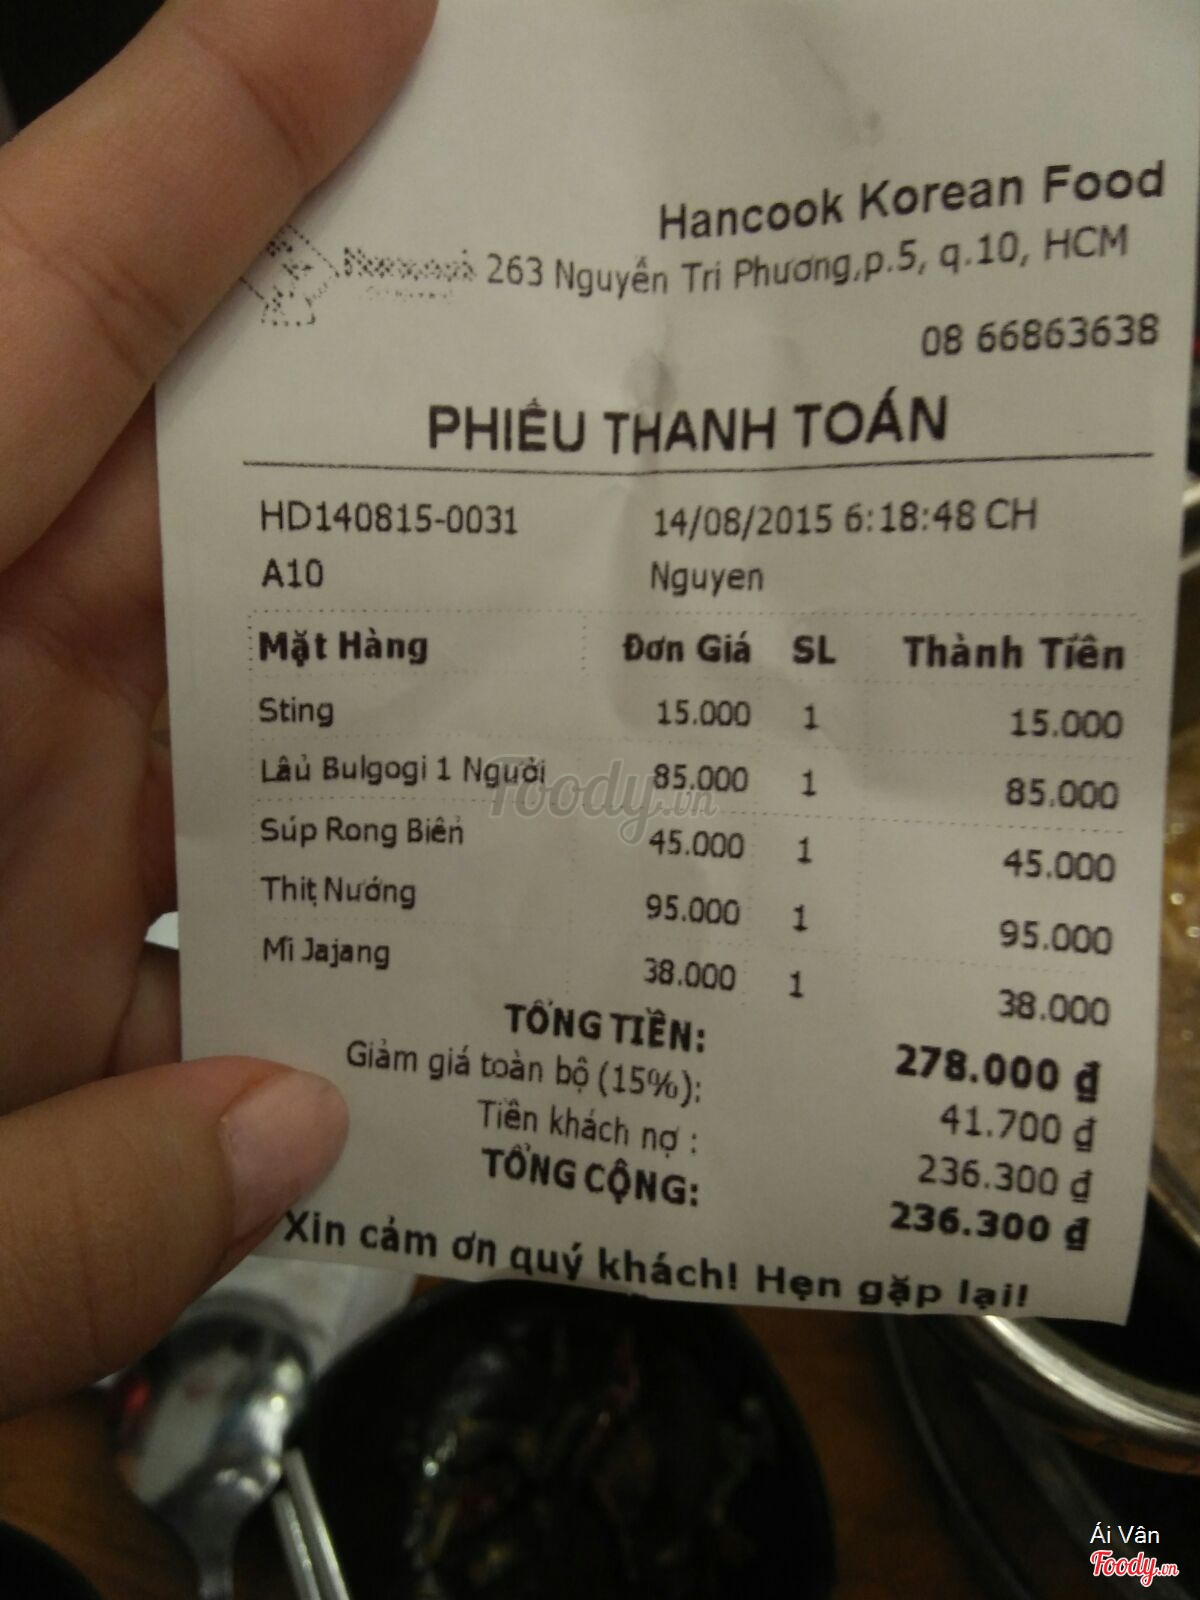 Hancook Korean Food
263 Nguyễn Tri Phương,p.5, q.10, HCM
08 66863638
PHIẾU THANH TOÁN
HD140815-0031 14/08/2015 6:18:48 CH
A10 Nguyen
Mặt Hàng Đơn Giá SL Thành Tiền
Sting 15.000 1 15.000
Lẩu Bulgogi 1 Người 85.000 1 85.000
Súp Rong Biển 45.000 1 45.000
Thịt Nướng 95.000 1 95.000
Mì Jajang 38.000 1 38.000
TỔNG TIỀN: 278.000 đ
Giảm giá toàn bộ (15%): 41.700 đ
Tiền khách nợ : 236.300 đ
TỔNG CỘNG: 236.300 đ
Xin cảm ơn quý khách! Hẹn gặp lại!
Foody.vn
Ái Vân
Foody.vn